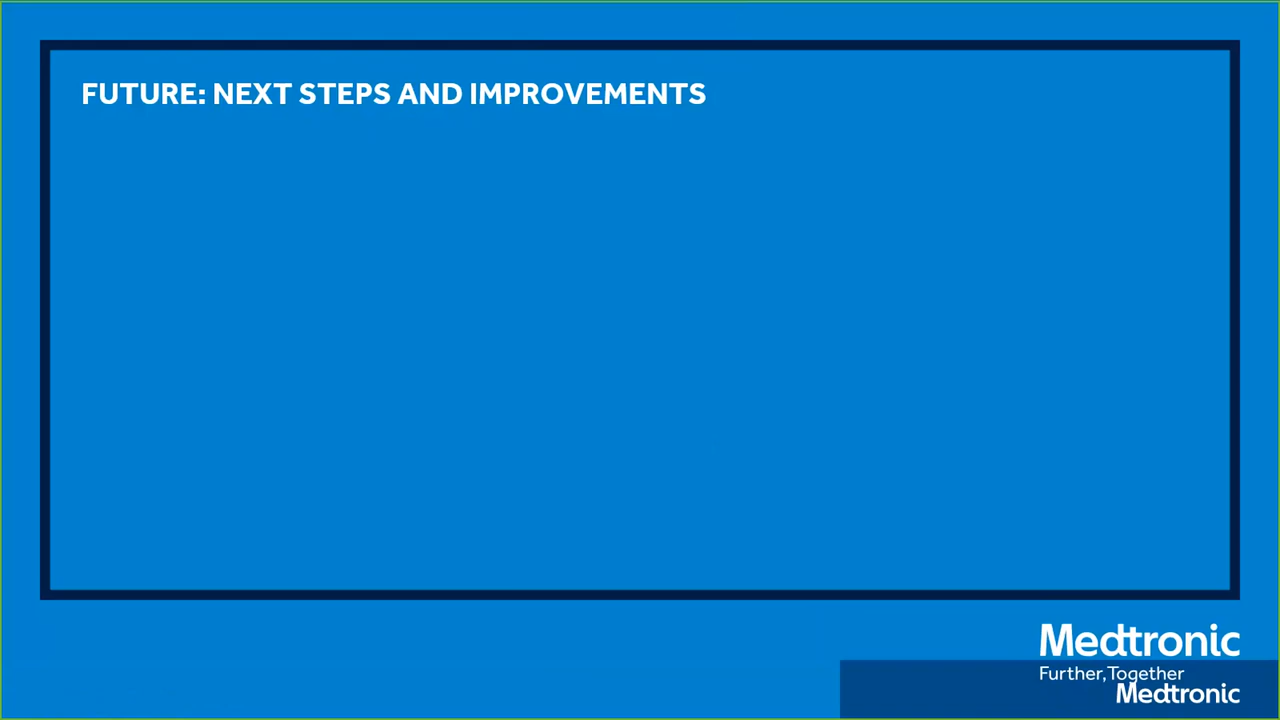 FUTURE: NEXT STEPS AND IMPROVEMENTS
Medtronic
Further,Together
Medtronic